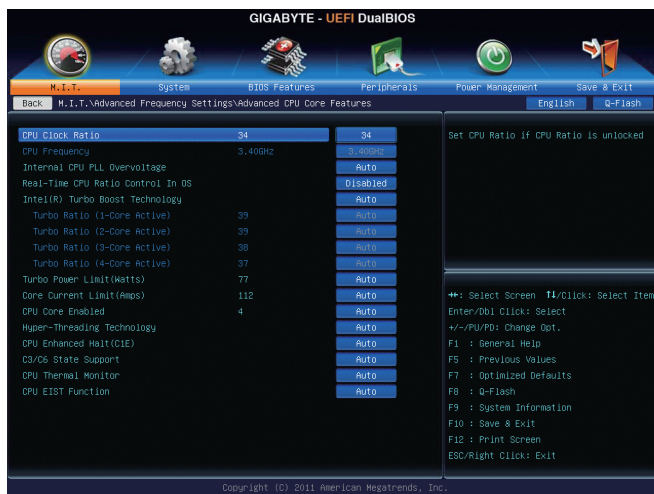 GIGABYTE - UEFI DualBIOS
M.I.T. System BIOS Features Peripherals Power Management Save & Exit
Back M.I.T.\Advanced Frequency Settings\Advanced CPU Core Features English Q-Flash
CPU Clock Ratio 34 34 Set CPU Ratio if CPU Ratio is unlocked
CPU Frequency 3.40GHz 3.40GHz
Internal CPU PLL Overvoltage Auto
Real-Time CPU Ratio Control In OS Disabled
Intel(R) Turbo Boost Technology Auto
Turbo Ratio (1-Core Active) 39 Auto
Turbo Ratio (2-Core Active) 39 Auto
Turbo Ratio (3-Core Active) 38 Auto
Turbo Ratio (4-Core Active) 37 Auto
Turbo Power Limit(Watts) 77 Auto
Core Current Limit(Amps) 112 Auto
CPU Core Enabled 4 Auto
Hyper-Threading Technology Auto
CPU Enhanced Halt(C1E) Auto
C3/C6 State Support Auto
CPU Thermal Monitor Auto
CPU EIST Function Auto
→←: Select Screen ↑↓/Click: Select Item
Enter/Dbl Click: Select
+/-/PU/PD: Change Opt.
F1 : General Help
F5 : Previous Values
F7 : Optimized Defaults
F8 : Q-Flash
F9 : System Information
F10 : Save & Exit
F12 : Print Screen
ESC/Right Click: Exit
Copyright (C) 2011 American Megatrends, Inc.